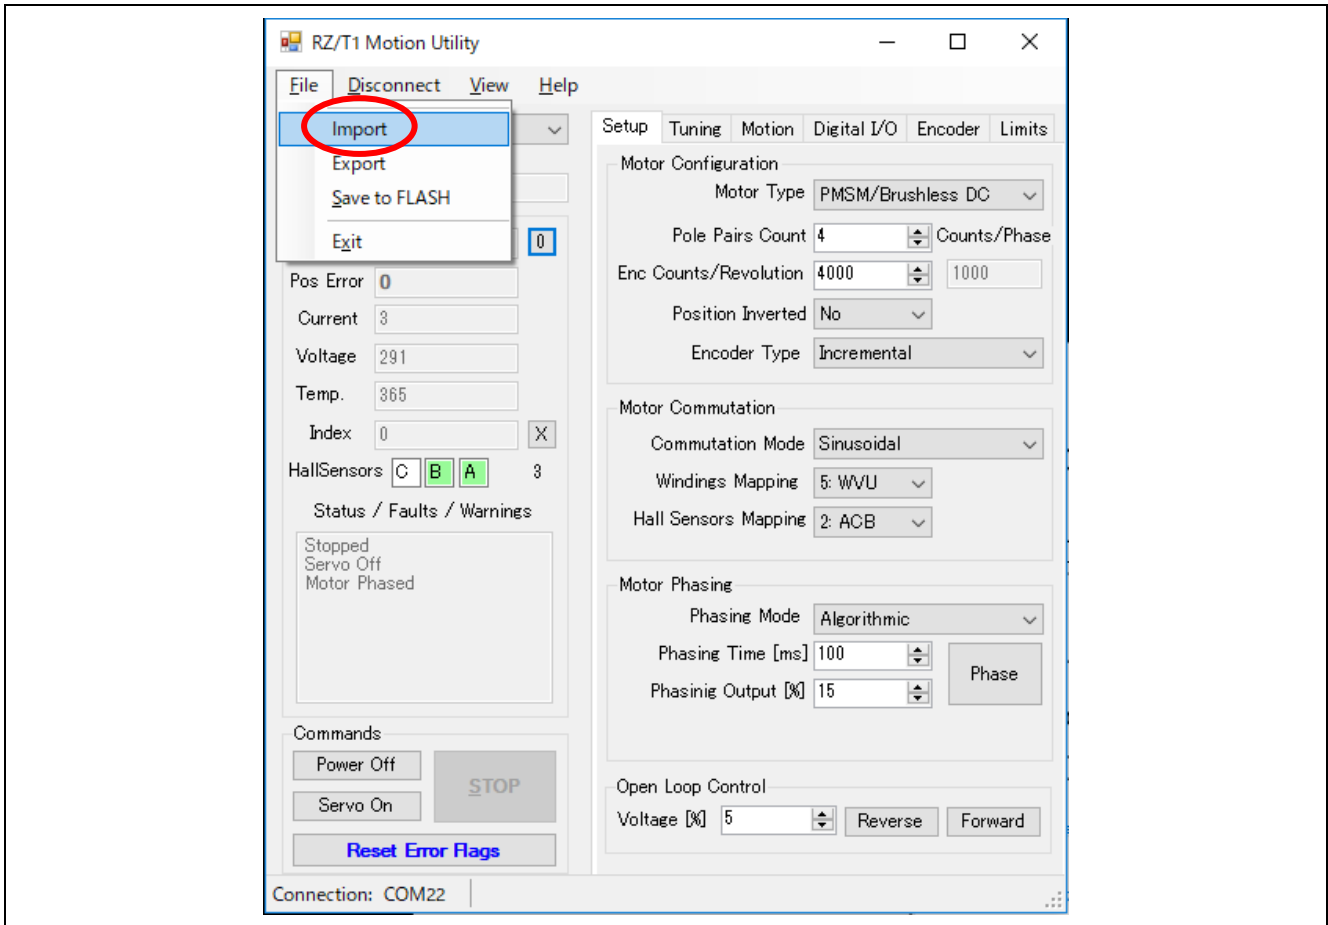 RZ/T1 Motion Utility
File Disconnect View Help
Import
Export
Save to FLASH
Exit
0
Pos Error 0
Current 3
Voltage 291
Temp. 365
Index 0 X
HallSensors C B A 3
Status / Faults / Warnings
Stopped
Servo Off
Motor Phased
Commands
Power Off
Servo On
STOP
Reset Error Flags
Setup Tuning Motion Digital I/O Encoder Limits
Motor Configuration
Motor Type PMSM/Brushless DC
Pole Pairs Count 4 Counts/Phase
Enc Counts/Revolution 4000 1000
Position Inverted No
Encoder Type Incremental
Motor Commutation
Commutation Mode Sinusoidal
Windings Mapping 5: WVU
Hall Sensors Mapping 2: ACB
Motor Phasing
Phasing Mode Algorithmic
Phasing Time [ms] 100
Phase
Phasinig Output [%] 15
Open Loop Control
Voltage [%] 5 Reverse Forward
Connection: COM22